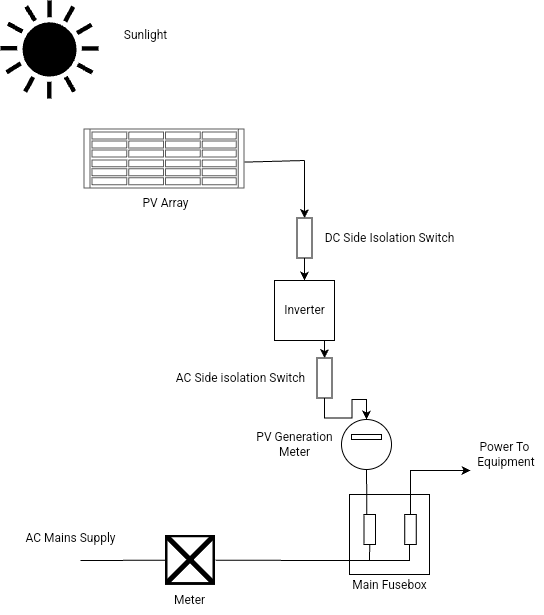 Sunlight
PV Array
DC Side Isolation Switch
Inverter
AC Side isolation Switch
PV Generation
Meter
Power To
Equipment
AC Mains Supply
Main Fusebox
Meter